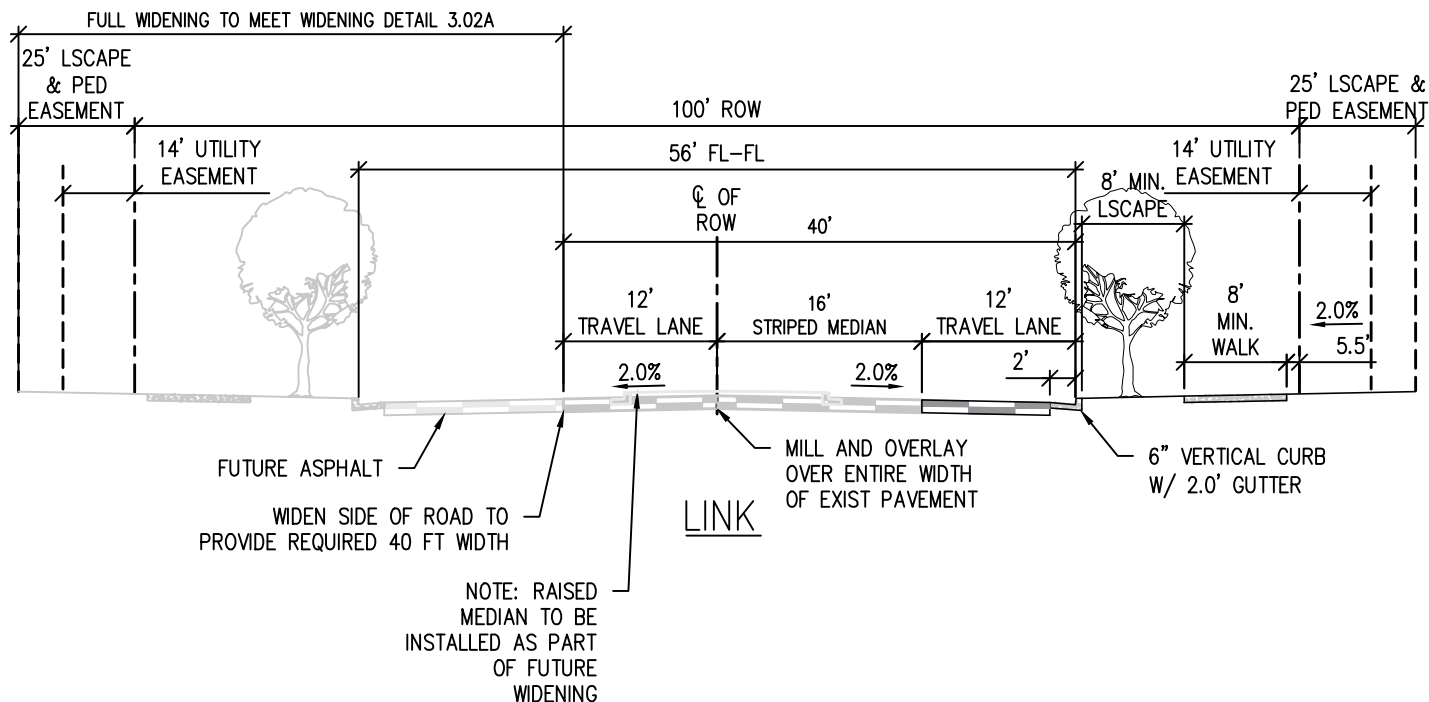 FULL WIDENING TO MEET WIDENING DETAIL 3.02A
25' LSCAPE
& PED
EASEMENT
100' ROW
25' LSCAPE &
PED EASEMENT
14' UTILITY
EASEMENT
56' FL-FL
14' UTILITY
EASEMENT
8' MIN.
LSCAPE
℄ OF
ROW
40'
12'
TRAVEL LANE
16'
STRIPED MEDIAN
12'
TRAVEL LANE
8'
MIN.
WALK
2.0%
5.5'
2'
2.0%
2.0%
FUTURE ASPHALT
WIDEN SIDE OF ROAD TO
PROVIDE REQUIRED 40 FT WIDTH
NOTE: RAISED
MEDIAN TO BE
INSTALLED AS PART
OF FUTURE
WIDENING
MILL AND OVERLAY
OVER ENTIRE WIDTH
OF EXIST PAVEMENT
6" VERTICAL CURB
W/ 2.0' GUTTER
LINK